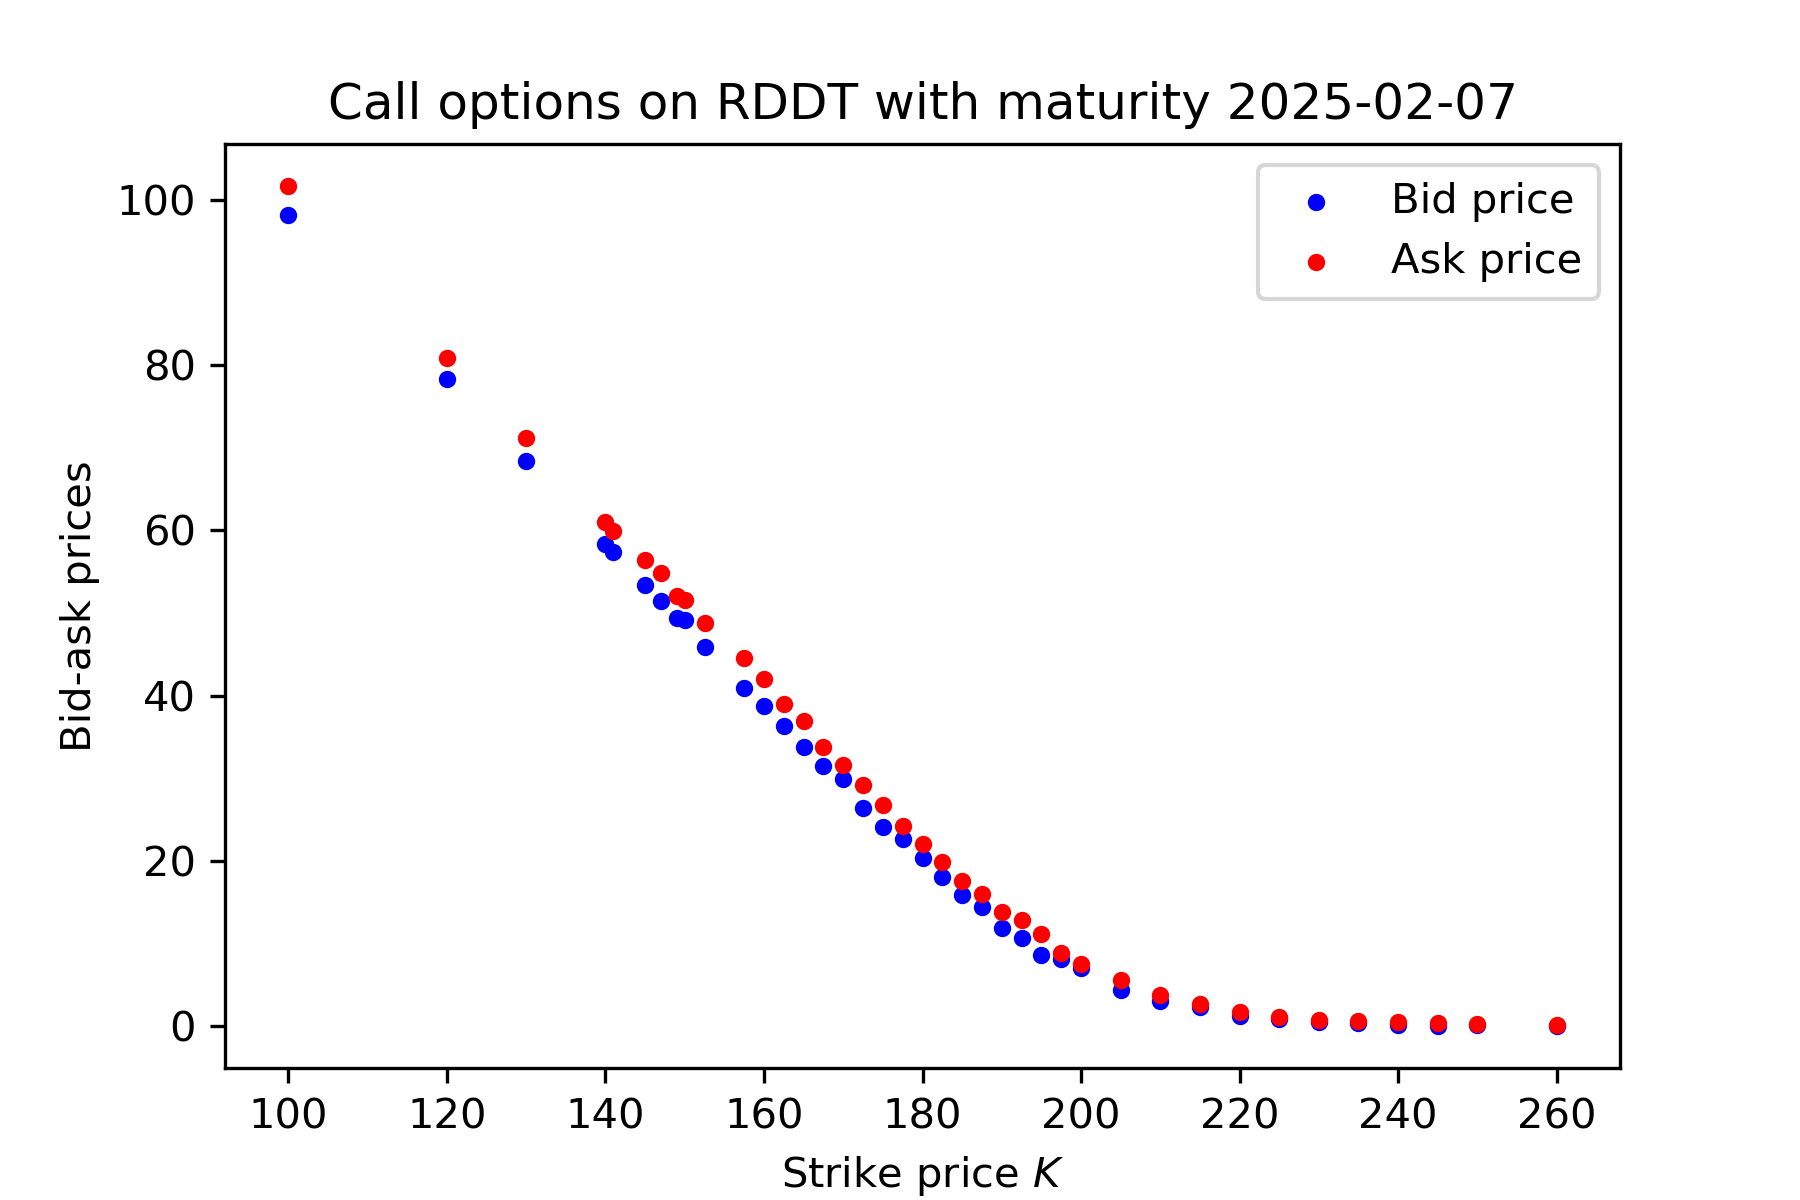 Call options on RDDT with maturity 2025-02-07
Bid price
Ask price
Bid-ask prices
100
80
60
40
20
0
100 120 140 160 180 200 220 240 260
Strike price K